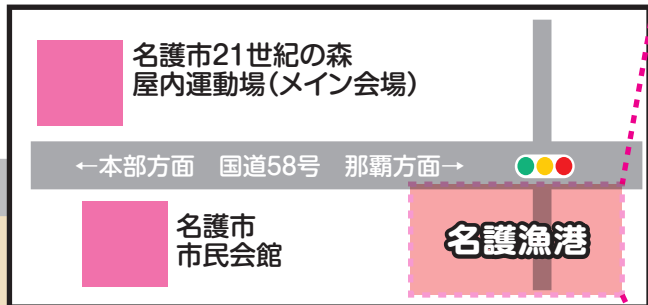 名護市21世紀の森
屋内運動場(メイン会場)
←本部方面 国道58号 那覇方面→
名護市
市民会館
名護漁港